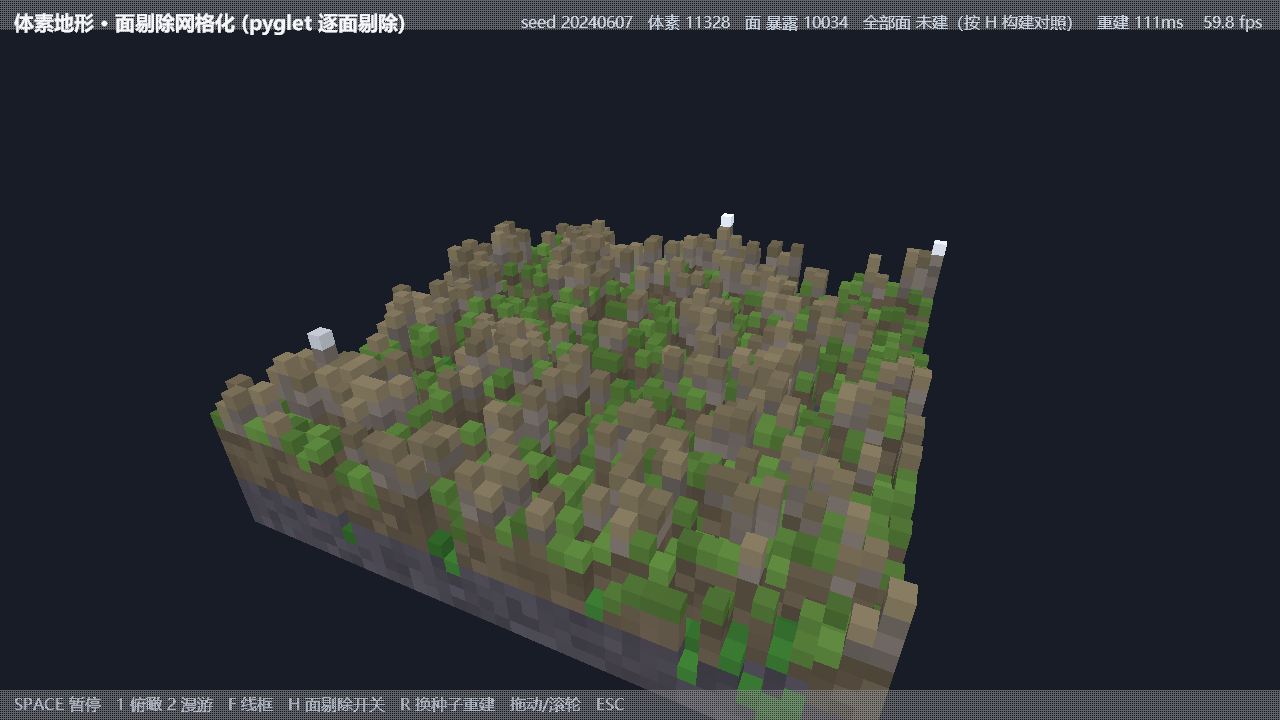 体素地形 · 面剔除网格化 (pyglet 逐面剔除)
seed 20240607 体素 11328 面 暴露 10034 全部面 未建（按 H 构建对照） 重建 111ms 59.8 fps
SPACE 暂停 1 俯瞰 2 漫游 F 线框 H 面剔除开关 R 换种子重建 拖动/滚轮 ESC